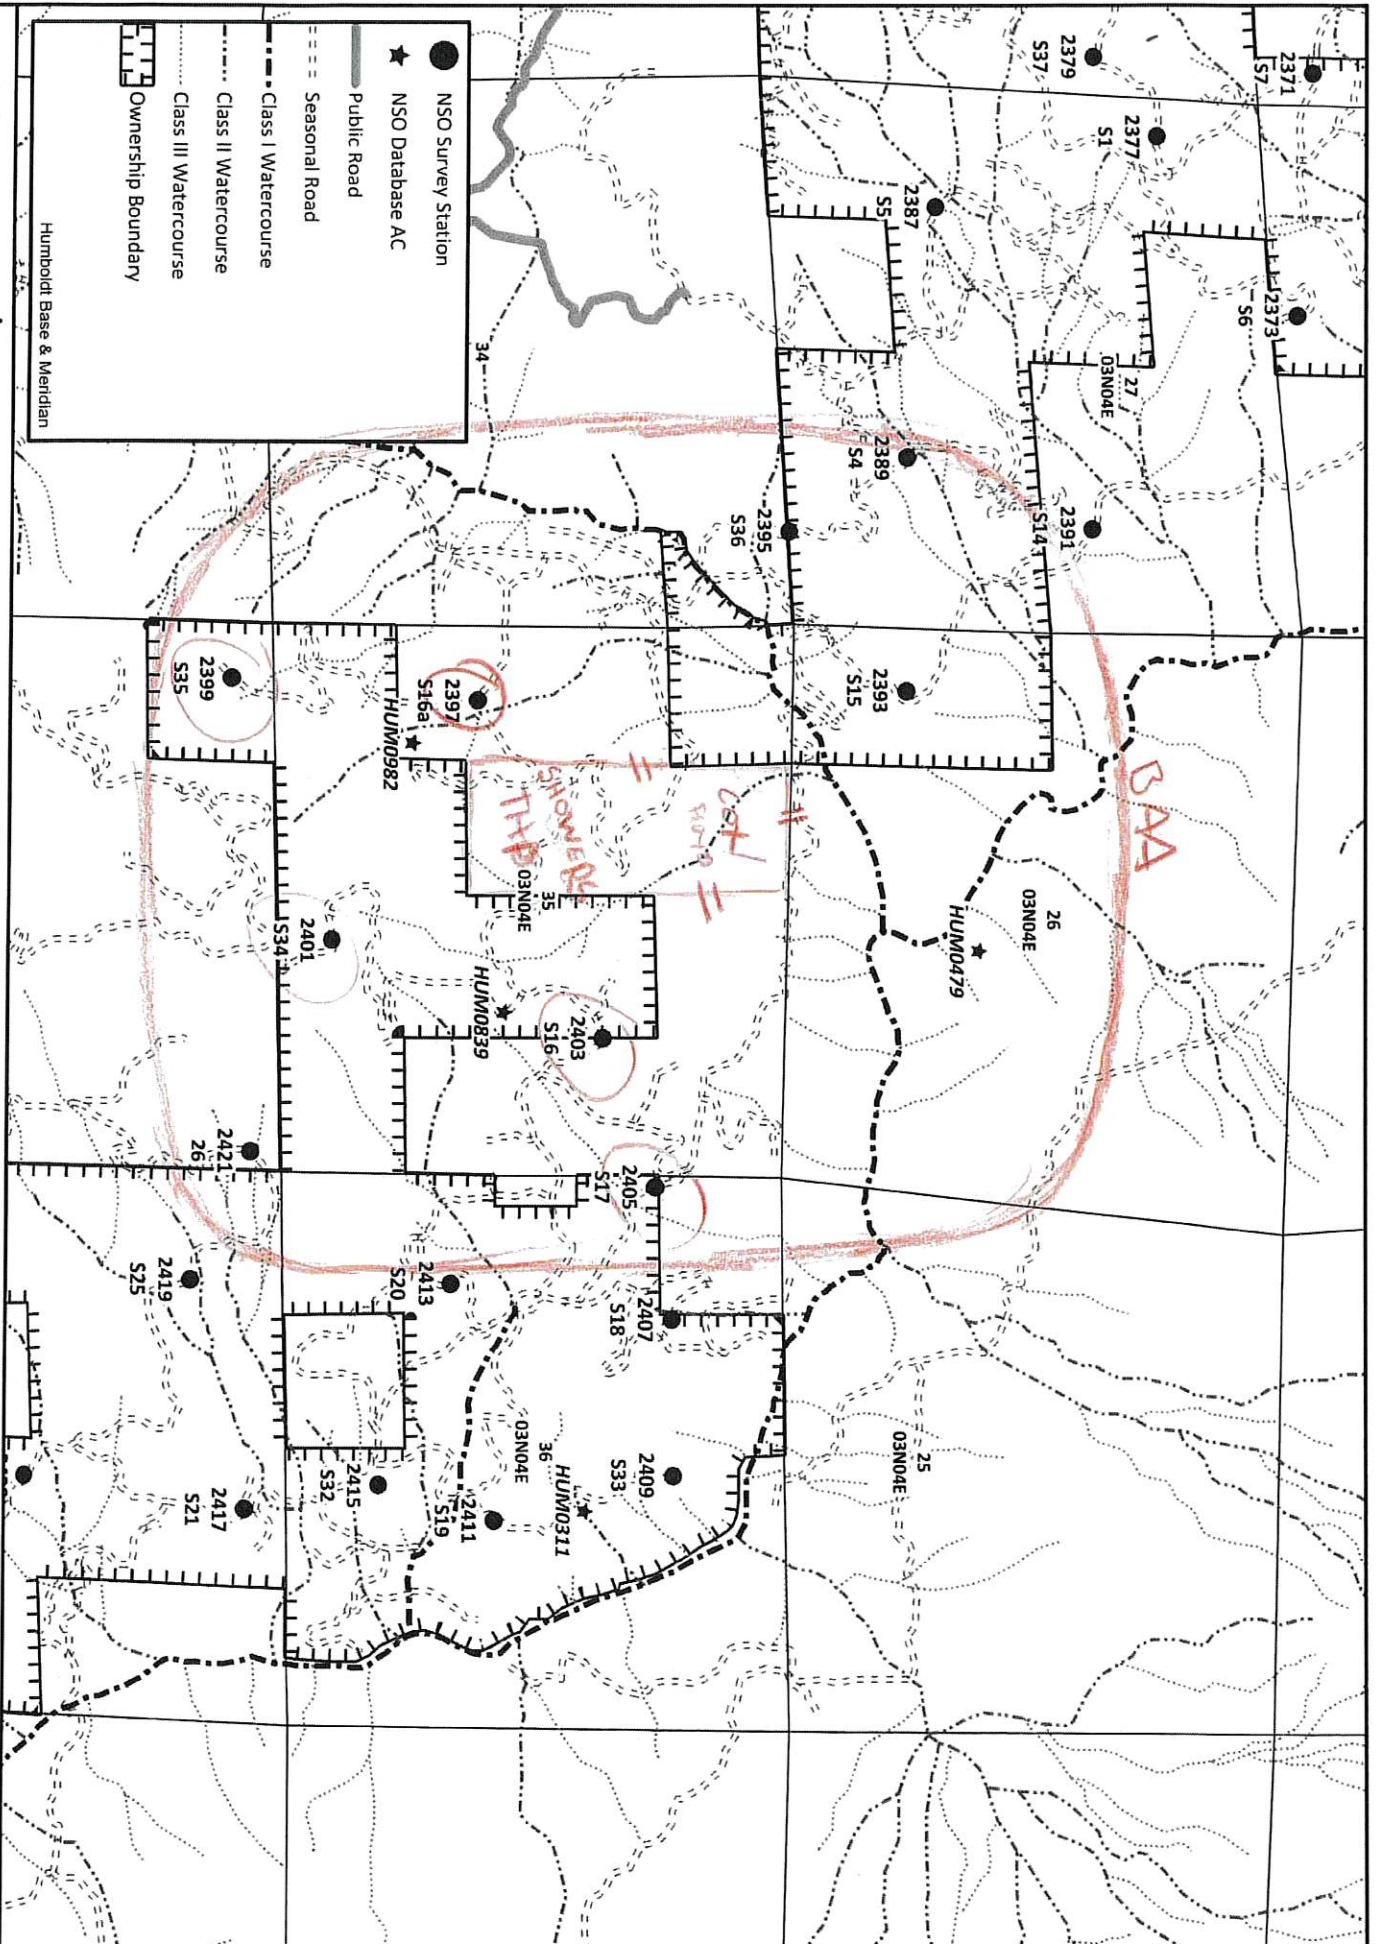 NSO Survey Station
NSO Database AC
Public Road
Seasonal Road
Class I Watercourse
Class II Watercourse
Class III Watercourse
Ownership Boundary
Humboldt Base & Meridian
2371
S7
2373
S6
2379
S37
2377
S1
2387
S5
27
03N04E
2391
S14
2389
S4
2395
S36
34
2393
S15
BAA
26
03N04E
HUM0479
2397
S16a
HUM0982
2399
S35
COX
SHOWERS
THP
35
03N04E
2401
S34
HUM0839
2403
S16
2405
S17
2421
26
2407
S18
2413
S20
2419
S25
25
03N04E
36
03N04E
HUM0311
2409
S33
2411
S19
2415
S32
2417
S21